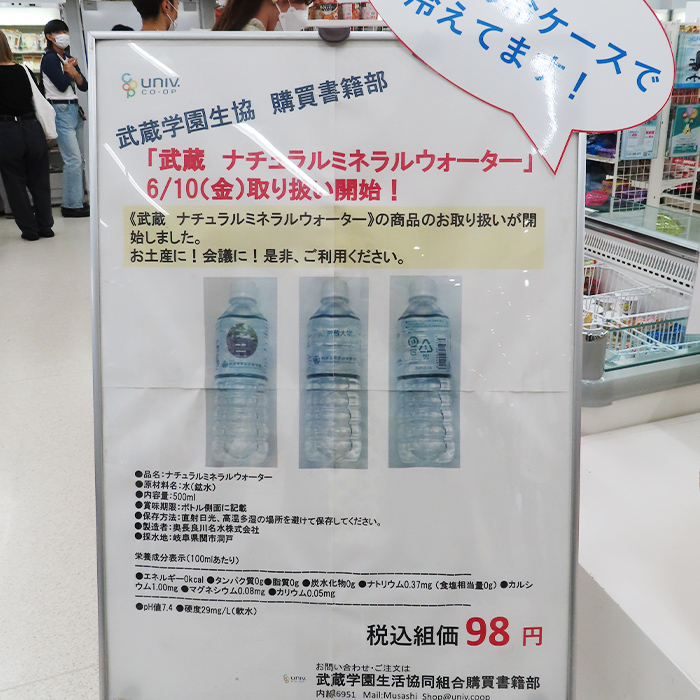 ケースで
冷えてます!
UNIV.
CO-OP
武蔵学園生協 購買書籍部
「武蔵 ナチュラルミネラルウォーター」
6/10(金)取り扱い開始!
《武蔵 ナチュラルミネラルウォーター》の商品のお取り扱いが開
始しました。
お土産に!会議に!是非、ご利用ください。
●品名:ナチュラルミネラルウォーター
●原材料名:水(鉱水)
●内容量:500ml
●賞味期限:ボトル側面に記載
●保存方法:直射日光、高温多湿の場所を避けて保存してください。
●製造者:奥長良川名水株式会社
●採水地:岐阜県関市洞戸
栄養成分表示(100mlあたり)
●エネルギー0kcal ●タンパク質0g●脂質0g ●炭水化物0g ●ナトリウム0.37mg(食塩相当量0g) ●カルシ
ウム1.00mg ●マグネシウム0.08mg ●カリウム0.05mg
●pH値7.4 ●硬度29mg/L(軟水)
税込組価 98 円
お問い合わせ・ご注文は
UNIV. CO-OP 武蔵学園生活協同組合購買書籍部
内線6951 Mail:Musashi_Shop@univ.coop